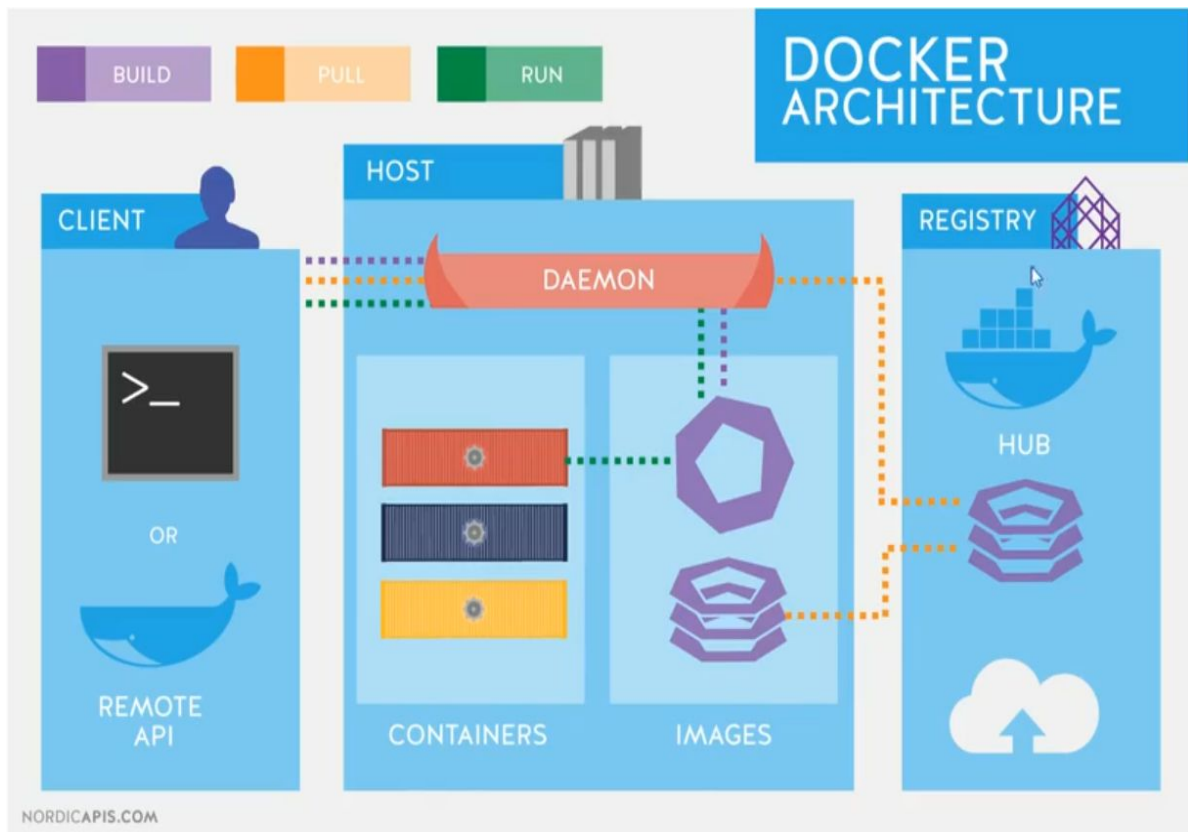 BUILD
PULL
RUN
DOCKER
ARCHITECTURE
HOST
CLIENT
REGISTRY
DAEMON
>_
HUB
OR
REMOTE
API
CONTAINERS
IMAGES
NORDICAPIS.COM